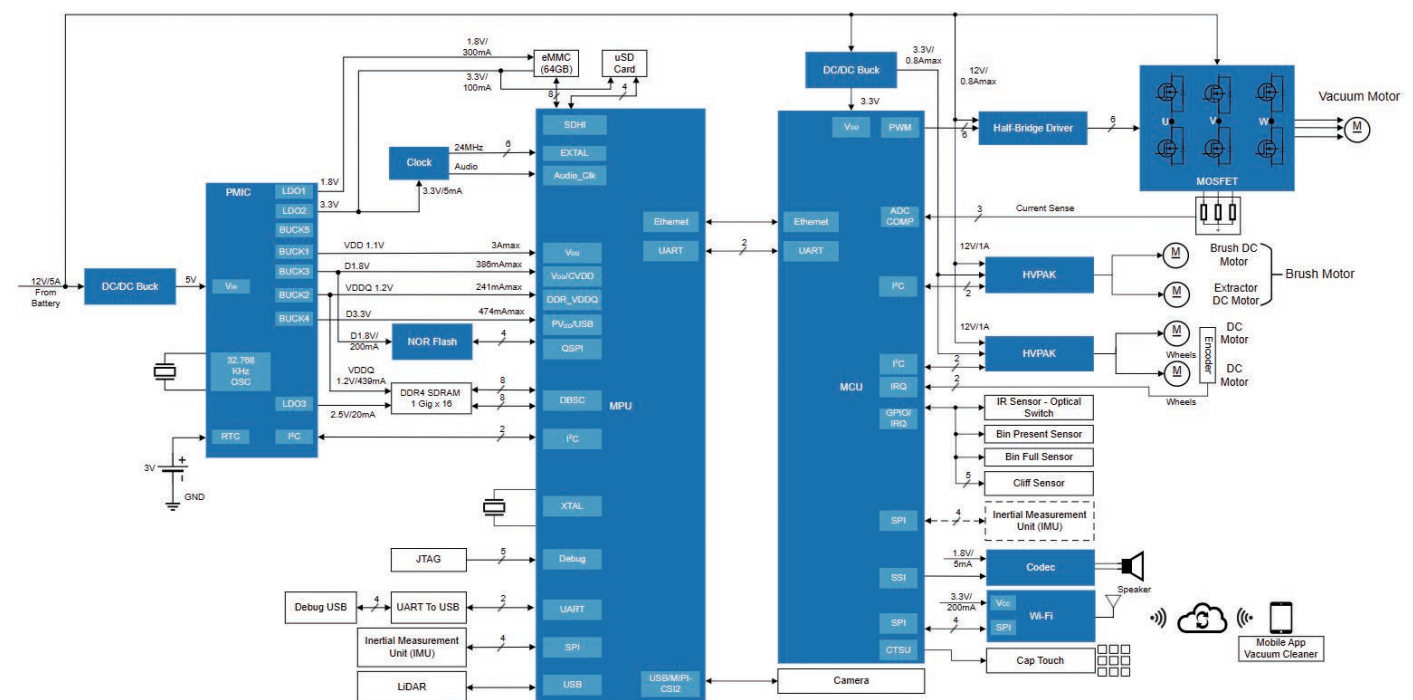 1.8V/
300mA
eMMC
(64GB)
uSD
Card
3.3V/
100mA
8
4
DC/DC Buck
3.3V/
0.8Amax
12V/
0.8Amax
3.3V
SDHI
VDD
PWM
6
Half-Bridge Driver
6
U
V
W
MOSFET
Vacuum Motor
M
Clock
24MHz
6
EXTAL
Audio
Audio_Clk
3.3V/5mA
PMIC
LDO1
1.8V
LDO2
3.3V
BUCK5
BUCK1
VDD 1.1V
3Amax
VDD
BUCK3
D1.8V
386mAmax
VDD/CVDD
BUCK2
VDDQ 1.2V
241mAmax
DDR_VDDQ
BUCK4
D3.3V
474mAmax
PVDD/USB
12V/5A
From
Battery
DC/DC Buck
5V
VIN
D1.8V/
200mA
NOR Flash
4
QSPI
32.768
KHz
OSC
VDDQ
1.2V/439mA
DDR4 SDRAM
1 Gig x 16
8
8
DBSC
MPU
LDO3
2.5V/20mA
RTC
I²C
2
I²C
3V
+
−
GND
XTAL
JTAG
5
Debug
Debug USB
4
UART To USB
2
UART
Inertial Measurement
Unit (IMU)
4
SPI
LiDAR
USB
USB/MIPI-
CSI2
Camera
Ethernet
Ethernet
UART
2
UART
ADC
COMP
3
Current Sense
MCU
12V/1A
I²C
2
HVPAK
M
M
Brush DC
Motor
Extractor
DC Motor
Brush Motor
12V/1A
I²C
2
HVPAK
M
Wheels
M
DC
Motor
Encoder
DC
Motor
IRQ
2
Wheels
GPIO/
IRQ
IR Sensor - Optical
Switch
Bin Present Sensor
Bin Full Sensor
5
Cliff Sensor
SPI
4
Inertial Measurement
Unit (IMU)
SSI
1.8V/
5mA
Codec
Speaker
3.3V/
200mA
VCC
Wi-Fi
SPI
4
SPI
Mobile App
Vacuum Cleaner
CTSU
Cap Touch